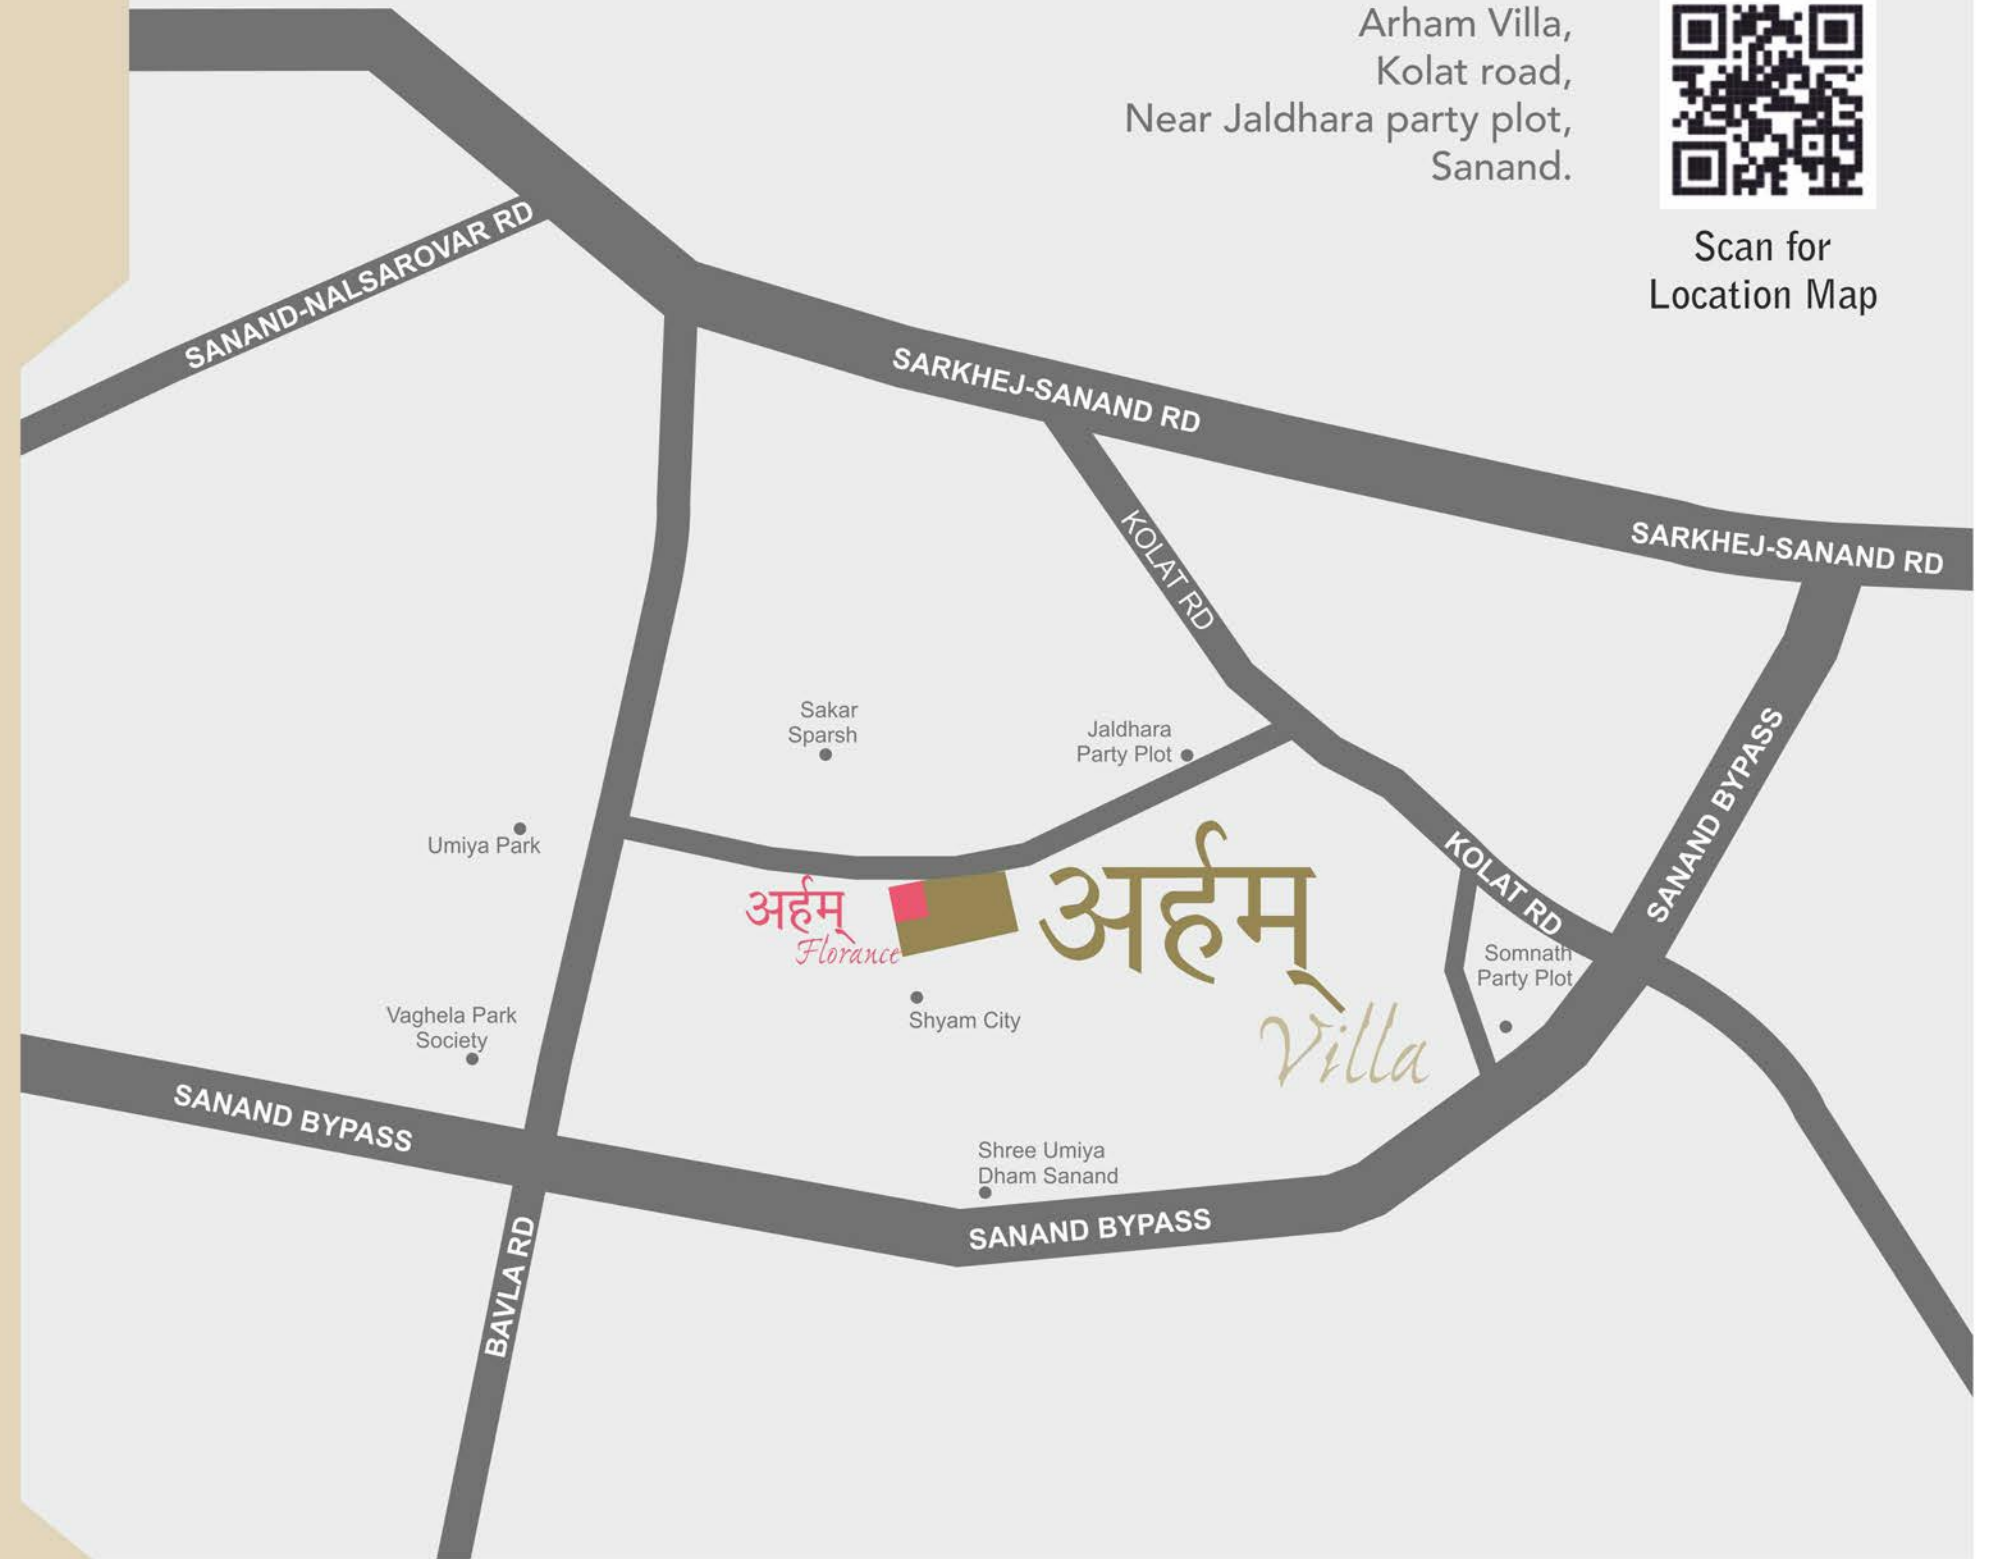 Arham Villa,
Kolat road,
Near Jaldhara party plot,
Sanand.
Scan for
Location Map
SANAND-NALSAROVAR RD
SARKHEJ-SANAND RD
SARKHEJ-SANAND RD
KOLAT RD
Sakar
Sparsh
Jaldhara
Party Plot
SANAND BYPASS
Umiya Park
KOLAT RD
अर्हम्
Florance
अर्हम्
Villa
Somnath
Party Plot
Shyam City
Vaghela Park
Society
SANAND BYPASS
Shree Umiya
Dham Sanand
SANAND BYPASS
BAVLA RD